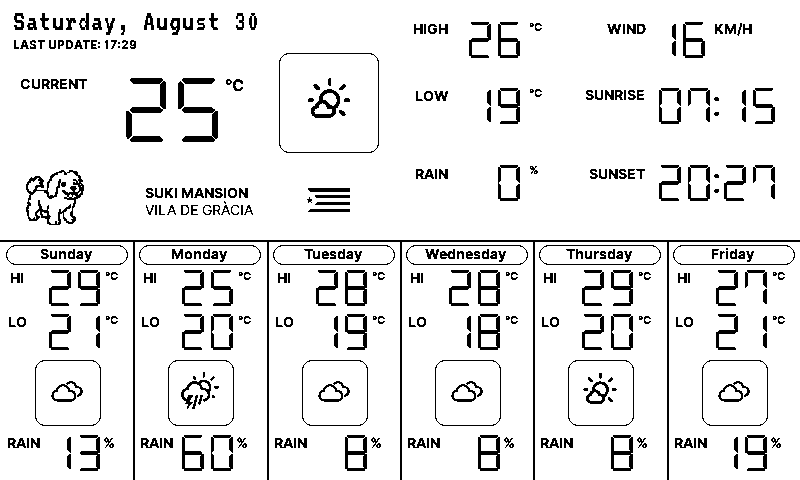 Saturday, August 30
LAST UPDATE: 17:29
CURRENT 25 °C
SUKI MANSION
VILA DE GRÀCIA
HIGH 26 °C
LOW 19 °C
RAIN 0 %
WIND 16 KM/H
SUNRISE 07:15
SUNSET 20:27
Sunday
HI 29 °C
LO 21 °C
RAIN 13 %
Monday
HI 25 °C
LO 20 °C
RAIN 60 %
Tuesday
HI 28 °C
LO 19 °C
RAIN 8 %
Wednesday
HI 28 °C
LO 18 °C
RAIN 8 %
Thursday
HI 29 °C
LO 20 °C
RAIN 8 %
Friday
HI 27 °C
LO 21 °C
RAIN 19 %